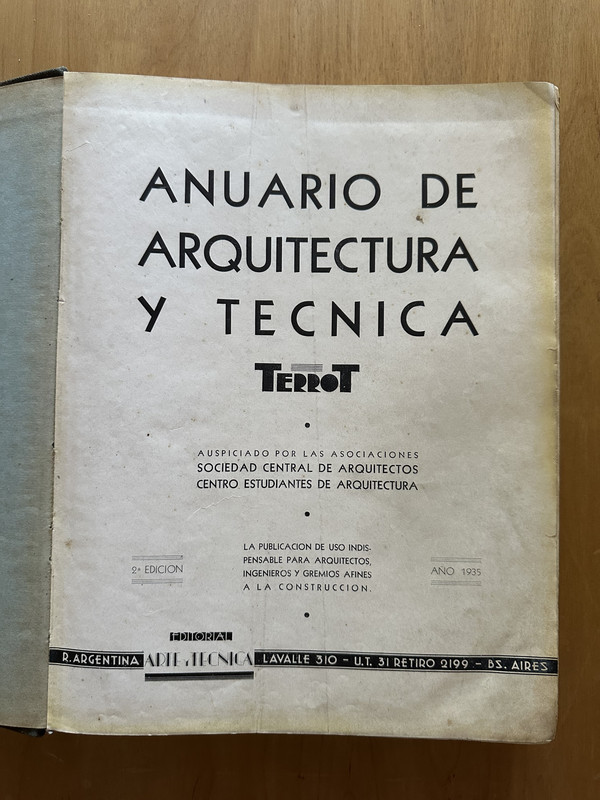 ANUARIO DE
ARQUITECTURA
Y TECNICA
TERROT
AUSPICIADO POR LAS ASOCIACIONES
SOCIEDAD CENTRAL DE ARQUITECTOS
CENTRO ESTUDIANTES DE ARQUITECTURA
LA PUBLICACION DE USO INDIS-
PENSABLE PARA ARQUITECTOS,
INGENIEROS Y GREMIOS AFINES
A LA CONSTRUCCION.
2ª EDICION
AÑO 1935
EDITORIAL
R. ARGENTINA ARTE Y TECNICA LAVALLE 310 - U.T. 31 RETIRO 2199 - BS. AIRES